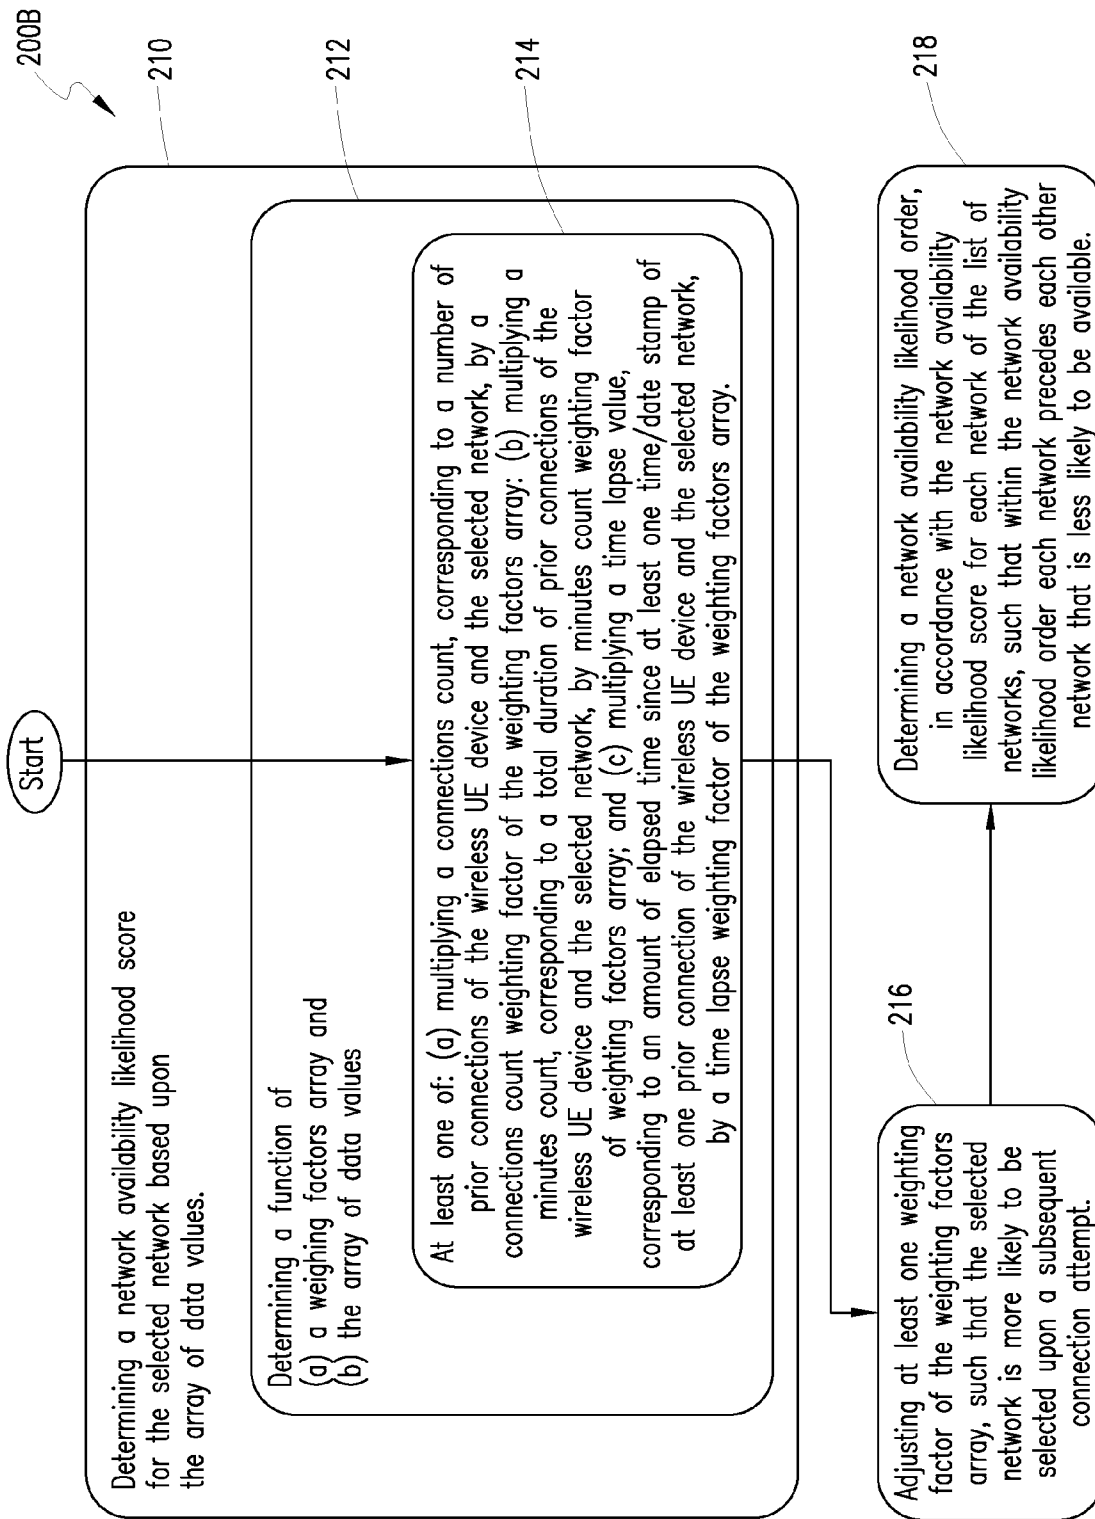 200B
Start
210
Determining a network availability likelihood score
for the selected network based upon
the array of data values.
212
Determining a function of
(a) a weighing factors array and
(b) the array of data values
214
At least one of: (a) multiplying a connections count, corresponding to a number of
prior connections of the wireless UE device and the selected network, by a
connections count weighting factor of the weighting factors array: (b) multiplying a
minutes count, corresponding to a total duration of prior connections of the
wireless UE device and the selected network, by minutes count weighting factor
of weighting factors array; and (c) multiplying a time lapse value,
corresponding to an amount of elapsed time since at least one time/date stamp of
at least one prior connection of the wireless UE device and the selected network,
by a time lapse weighting factor of the weighting factors array.
216
Adjusting at least one weighting
factor of the weighting factors
array, such that the selected
network is more likely to be
selected upon a subsequent
connection attempt.
218
Determining a network availability likelihood order,
in accordance with the network availability
likelihood score for each network of the list of
networks, such that within the network availability
likelihood order each network precedes each other
network that is less likely to be available.